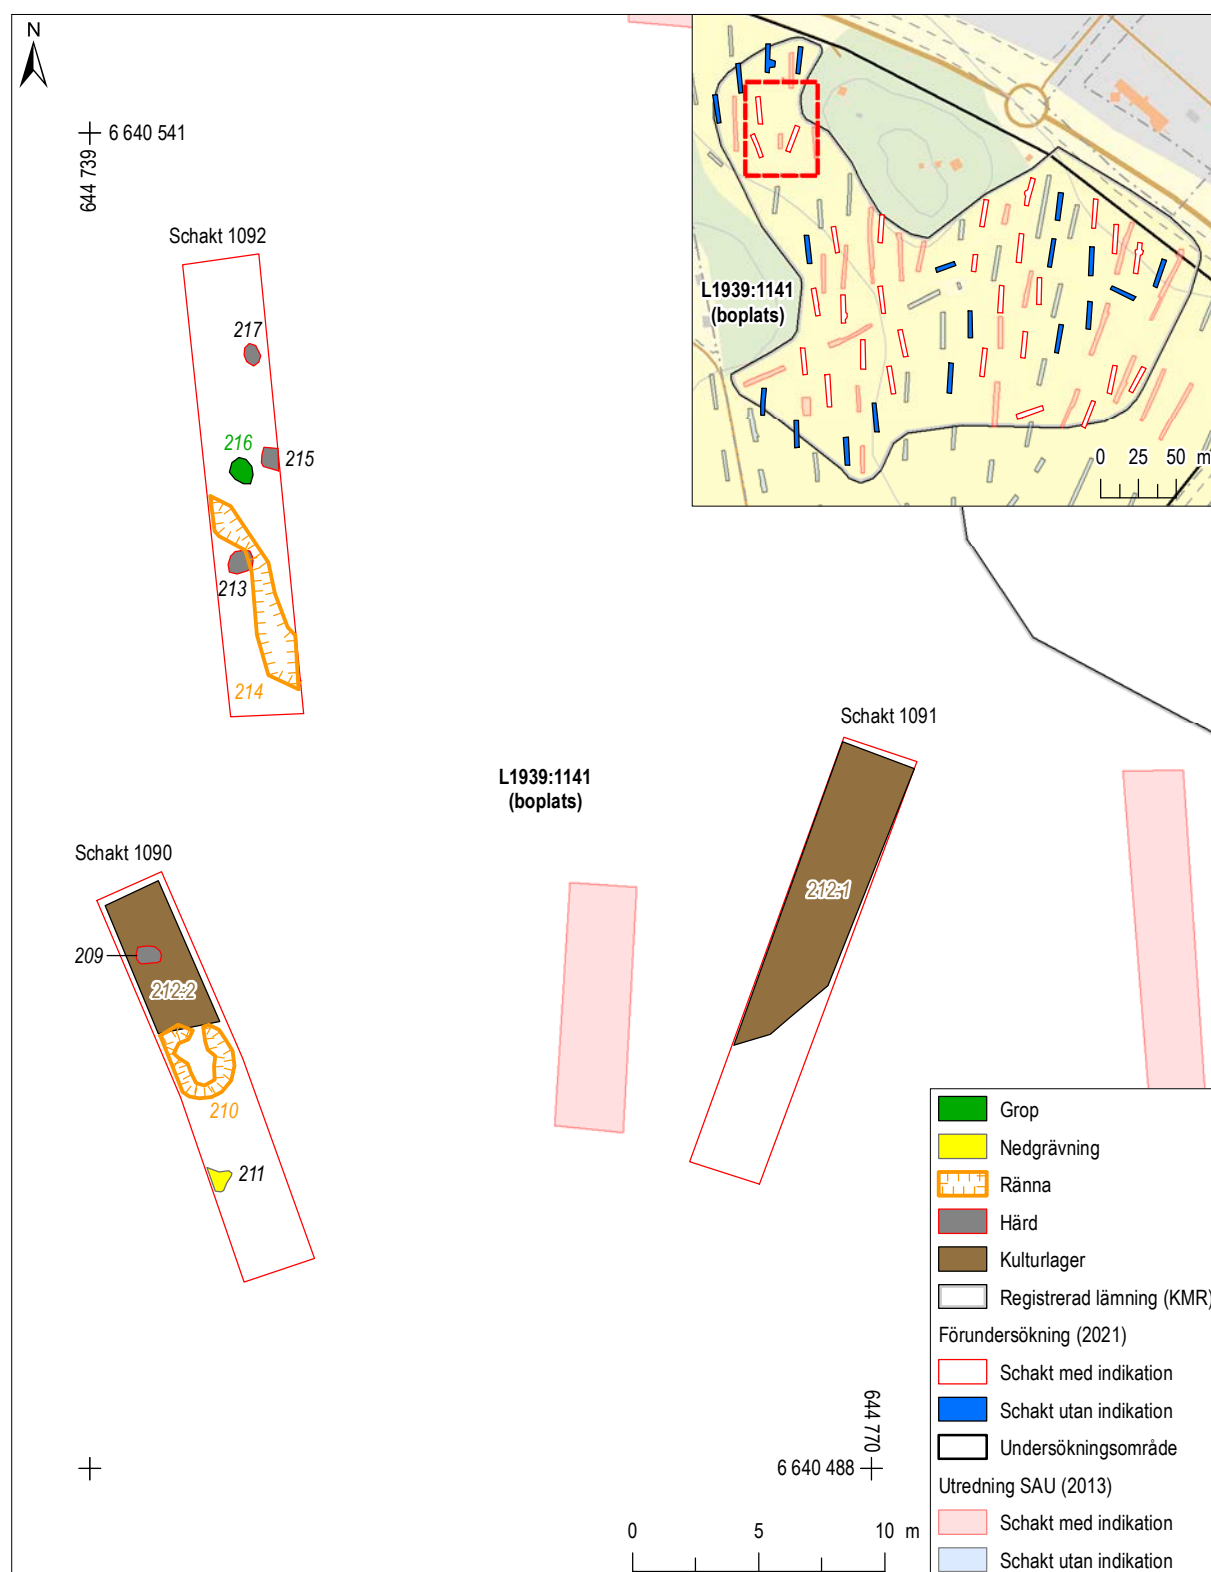 N
6 640 541
644 739
Schakt 1092
217
216
215
213
214
L1939:1141
(boplats)
0 25 50 m
Schakt 1091
L1939:1141
(boplats)
Schakt 1090
212:1
209
212:2
210
211
644 770
6 640 488
0 5 10 m
Grop
Nedgrävning
Ränna
Härd
Kulturlager
Registrerad lämning (KMR)
Förundersökning (2021)
Schakt med indikation
Schakt utan indikation
Undersökningsområde
Utredning SAU (2013)
Schakt med indikation
Schakt utan indikation